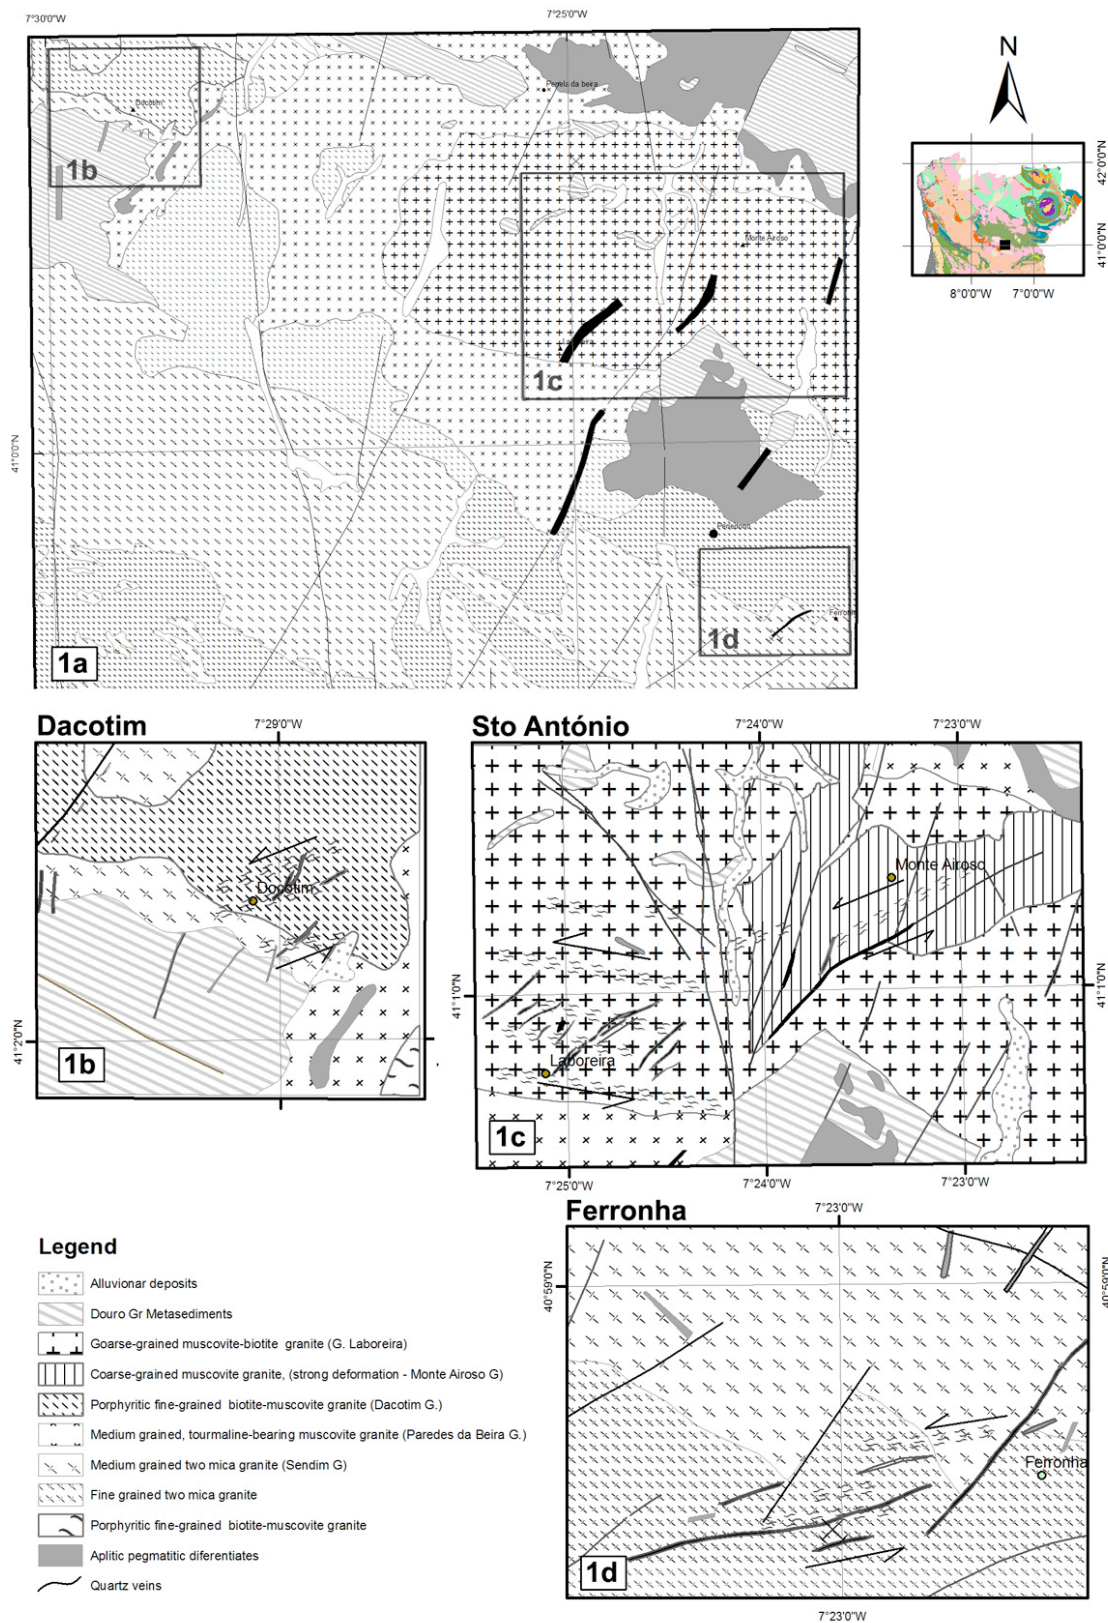 7°30'0"W
7°25'0"W
N
Penela da beira
Dacotim
1b
Monte Airoso
42°0'0"N
41°0'0"N
8°0'0"W
7°0'0"W
1c
41°0'0"N
Penedono
1d
1a
Dacotim
7°29'0"W
Docotim
41°2'0"N
1b
Sto António
7°24'0"W
7°23'0"W
Monte Airoso
41°1'0"N
41°1'0"N
Laboreira
1c
7°25'0"W
7°24'0"W
7°23'0"W
Ferronha
7°23'0"W
40°59'0"N
40°59'0"N
Ferronha
1d
7°23'0"W
Legend
Alluvionar deposits
Douro Gr Metasediments
Goarse-grained muscovite-biotite granite (G. Laboreira)
Coarse-grained muscovite granite, (strong deformation - Monte Airoso G)
Porphyritic fine-grained biotite-muscovite granite (Dacotim G.)
Medium grained, tourmaline-bearing muscovite granite (Paredes da Beira G.)
Medium grained two mica granite (Sendim G)
Fine grained two mica granite
Porphyritic fine-grained biotite-muscovite granite
Aplitic pegmatitic diferentiates
Quartz veins